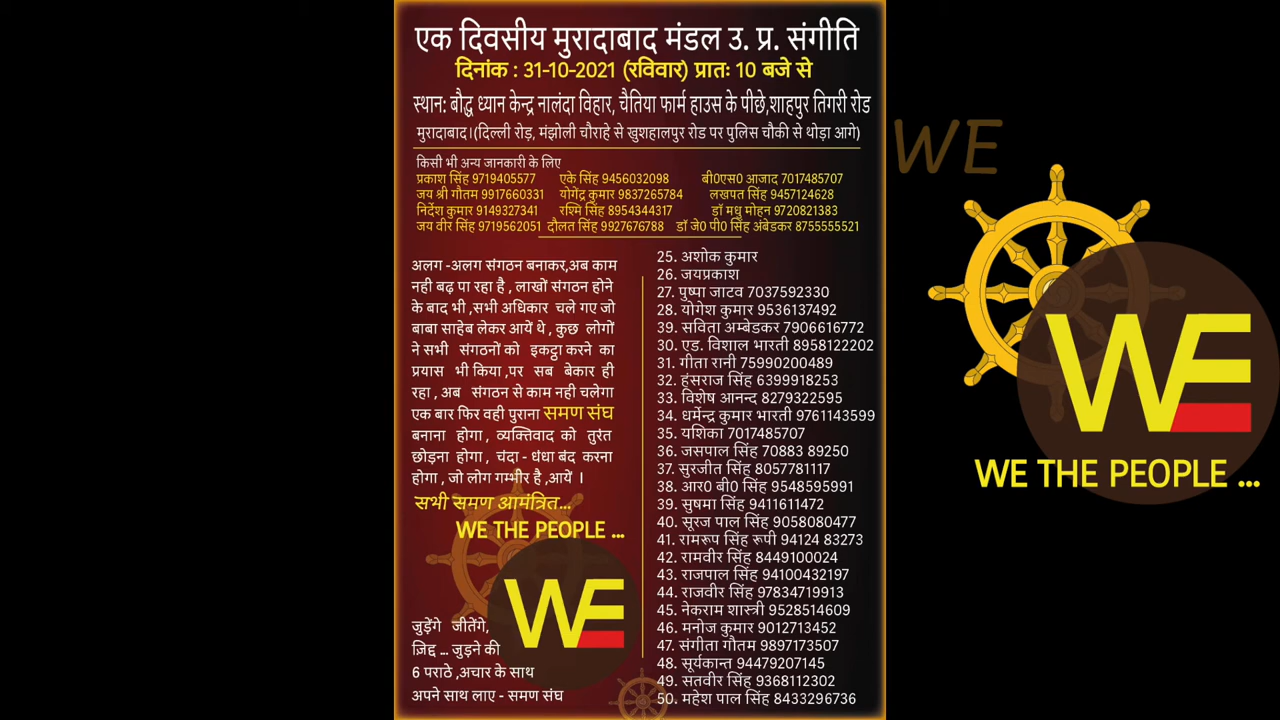 एक दिवसीय मुरादाबाद मंडल उ. प्र. संगीति
दिनांक : 31-10-2021 (रविवार) प्रातः 10 बजे से
स्थान: बौद्ध ध्यान केन्द्र नालंदा विहार, चैतिया फार्म हाउस के पीछे,शाहपुर तिगरी रोड
मुरादाबाद।(दिल्ली रोड़, मंझोली चौराहे से खुशहालपुर रोड पर पुलिस चौकी से थोड़ा आगे)
किसी भी अन्य जानकारी के लिए
प्रकाश सिंह 9719405577 एके सिंह 9456032098 बी0एस0 आजाद 7017485707
जय श्री गौतम 9917660331 योगेंद्र कुमार 9837265784 लखपत सिंह 9457124628
निर्देश कुमार 9149327341 रश्मि सिंह 8954344317 डॉ मधु मोहन 9720821383
जय वीर सिंह 9719562051 दौलत सिंह 9927676788 डॉ जे0 पी0 सिंह अंबेडकर 8755555521
अलग -अलग संगठन बनाकर,अब काम
नही बढ़ पा रहा है , लाखों संगठन होने
के बाद भी ,सभी अधिकार चले गए जो
बाबा साहेब लेकर आयें थे , कुछ लोगों
ने सभी संगठनों को इकट्ठा करने का
प्रयास भी किया ,पर सब बेकार ही
रहा , अब संगठन से काम नही चलेगा
एक बार फिर वही पुराना समण संघ
बनाना होगा , व्यक्तिवाद को तुरंत
छोड़ना होगा , चंदा - धंधा बंद करना
होगा , जो लोग गम्भीर है ,आयें ।
सभी समण आमंत्रित...
WE THE PEOPLE ...
WE
जुड़ेंगे जीतेंगे,
ज़िद्द ... जुड़ने की
6 पराठे ,अचार के साथ
अपने साथ लाए - समण संघ
25. अशोक कुमार
26. जयप्रकाश
27. पुष्पा जाटव 7037592330
28. योगेश कुमार 9536137492
39. सविता अम्बेडकर 7906616772
30. एड. विशाल भारती 8958122202
31. गीता रानी 75990200489
32. हंसराज सिंह 6399918253
33. विशेष आनन्द 8279322595
34. धर्मेन्द्र कुमार भारती 9761143599
35. यशिका 7017485707
36. जसपाल सिंह 70883 89250
37. सुरजीत सिंह 8057781117
38. आर0 बी0 सिंह 9548595991
39. सुषमा सिंह 9411611472
40. सूरज पाल सिंह 9058080477
41. रामरूप सिंह रूपी 94124 83273
42. रामवीर सिंह 8449100024
43. राजपाल सिंह 94100432197
44. राजवीर सिंह 97834719913
45. नेकराम शास्त्री 9528514609
46. मनोज कुमार 9012713452
47. संगीता गौतम 9897173507
48. सूर्यकान्त 94479207145
49. सतवीर सिंह 9368112302
50. महेश पाल सिंह 8433296736
WE
WE
WE THE PEOPLE ...